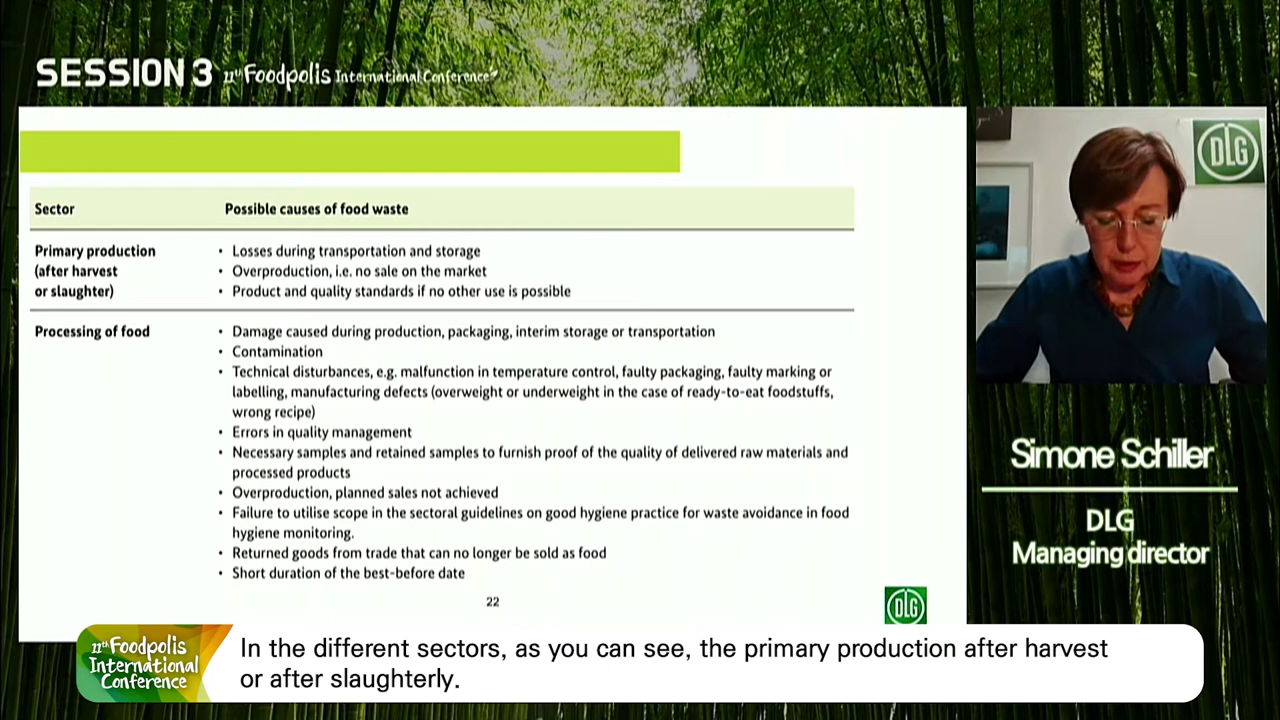 SESSION 3 11th Foodpolis International Conference
DLG
Sector Possible causes of food waste
Primary production
(after harvest
or slaughter)
• Losses during transportation and storage
• Overproduction, i.e. no sale on the market
• Product and quality standards if no other use is possible
Processing of food
• Damage caused during production, packaging, interim storage or transportation
• Contamination
• Technical disturbances, e.g. malfunction in temperature control, faulty packaging, faulty marking or
labelling, manufacturing defects (overweight or underweight in the case of ready-to-eat foodstuffs,
wrong recipe)
• Errors in quality management
• Necessary samples and retained samples to furnish proof of the quality of delivered raw materials and
processed products
• Overproduction, planned sales not achieved
• Failure to utilise scope in the sectoral guidelines on good hygiene practice for waste avoidance in food
hygiene monitoring.
• Returned goods from trade that can no longer be sold as food
• Short duration of the best-before date
22
DLG
Simone Schiller
DLG
Managing director
11th Foodpolis
International
Conference
In the different sectors, as you can see, the primary production after harvest
or after slaughterly.